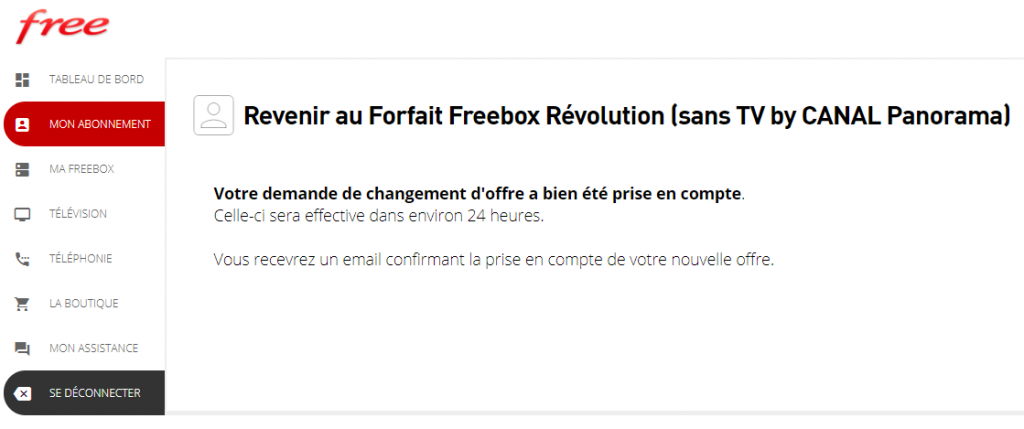 free
TABLEAU DE BORD
MON ABONNEMENT
MA FREEBOX
TÉLÉVISION
TÉLÉPHONIE
LA BOUTIQUE
MON ASSISTANCE
SE DÉCONNECTER
Revenir au Forfait Freebox Révolution (sans TV by CANAL Panorama)
Votre demande de changement d'offre a bien été prise en compte.
Celle-ci sera effective dans environ 24 heures.
Vous recevrez un email confirmant la prise en compte de votre nouvelle offre.